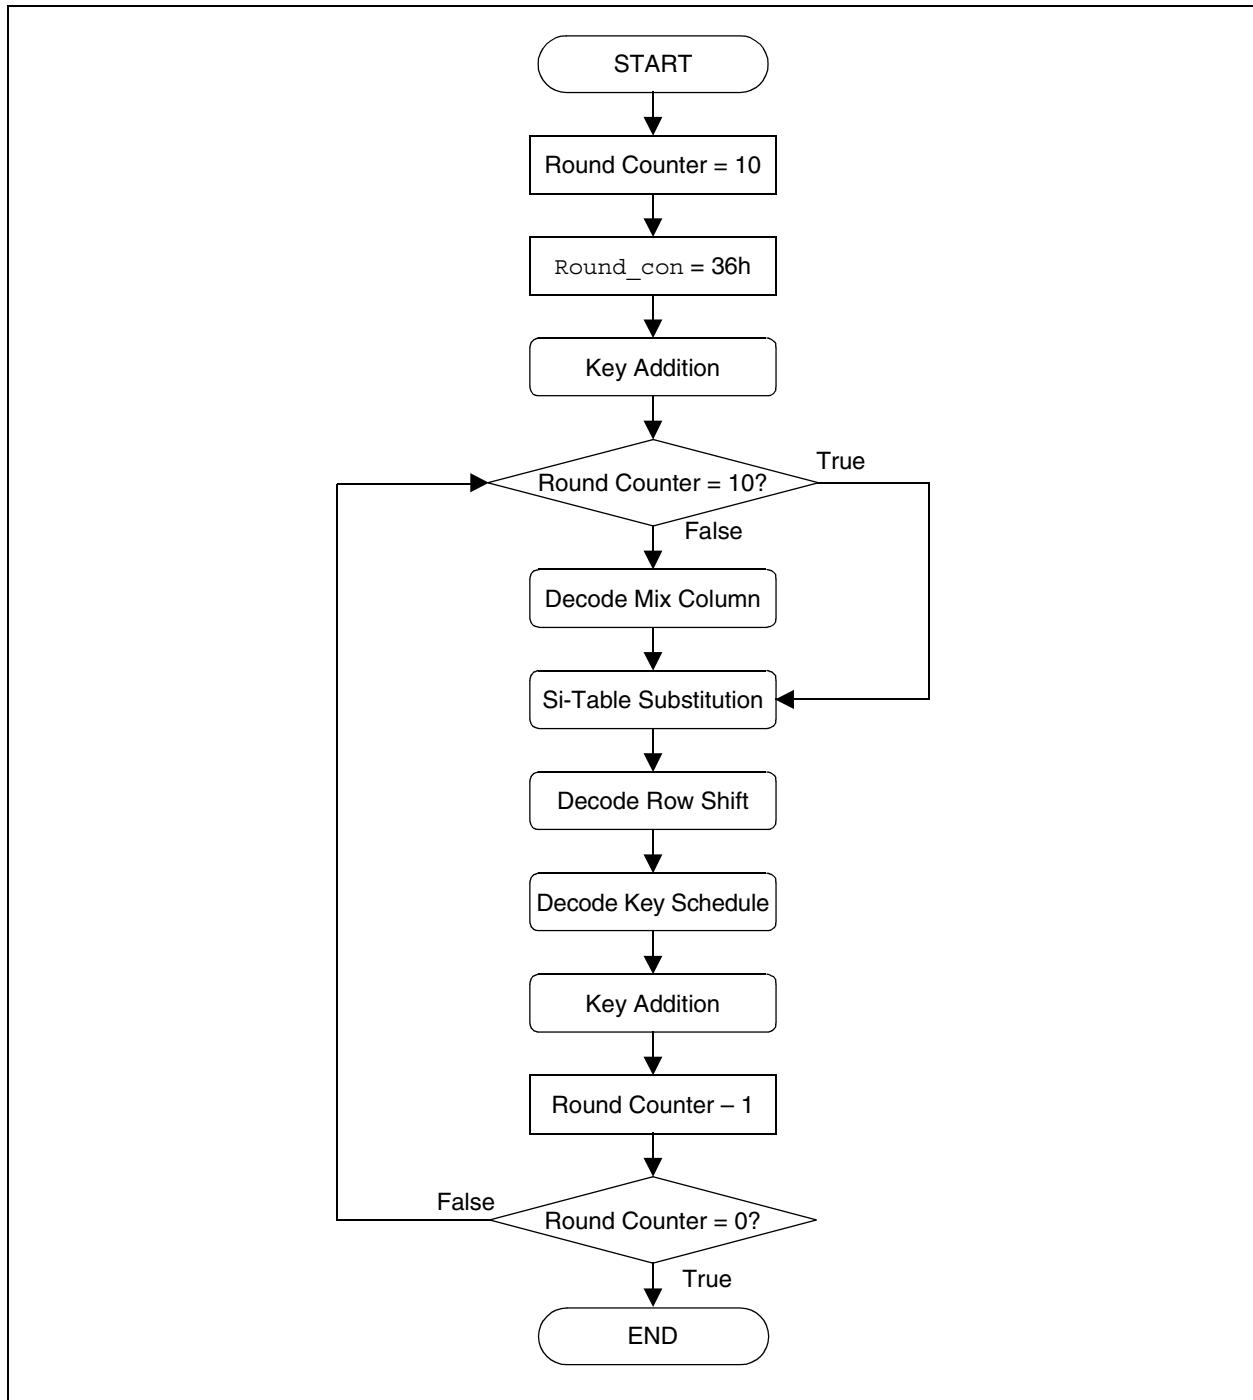 START
Round Counter = 10
Round_con = 36h
Key Addition
Round Counter = 10?
True
False
Decode Mix Column
Si-Table Substitution
Decode Row Shift
Decode Key Schedule
Key Addition
Round Counter – 1
False
Round Counter = 0?
True
END